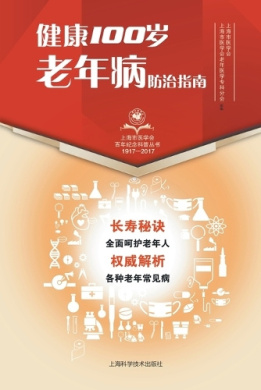 健康100岁
老年病防治指南
上海市医学会
上海市医学会老年医学专科分会
上海市医学会
百年纪念科普丛书
1917—2017
长寿秘诀
全面呵护老年人
权威解析
各种老年常见病
上海科学技术出版社